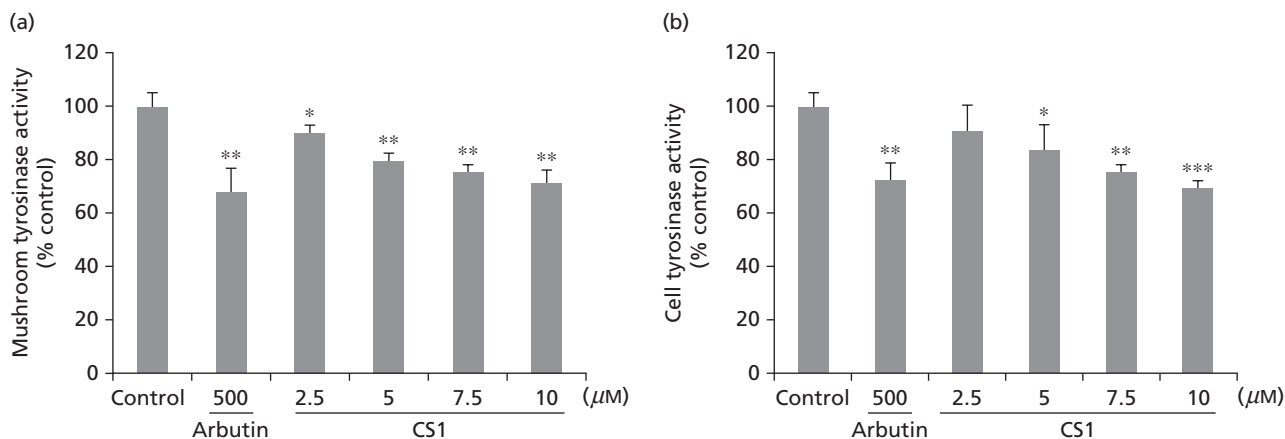 (a)
Mushroom tyrosinase activity
(% control)
120
100
80
60
40
20
0
*
**
**
**
**
Control 500 2.5 5 7.5 10 (μM)
Arbutin CS1
(b)
Cell tyrosinase activity
(% control)
120
100
80
60
40
20
0
**
*
**
***
Control 500 2.5 5 7.5 10 (μM)
Arbutin CS1